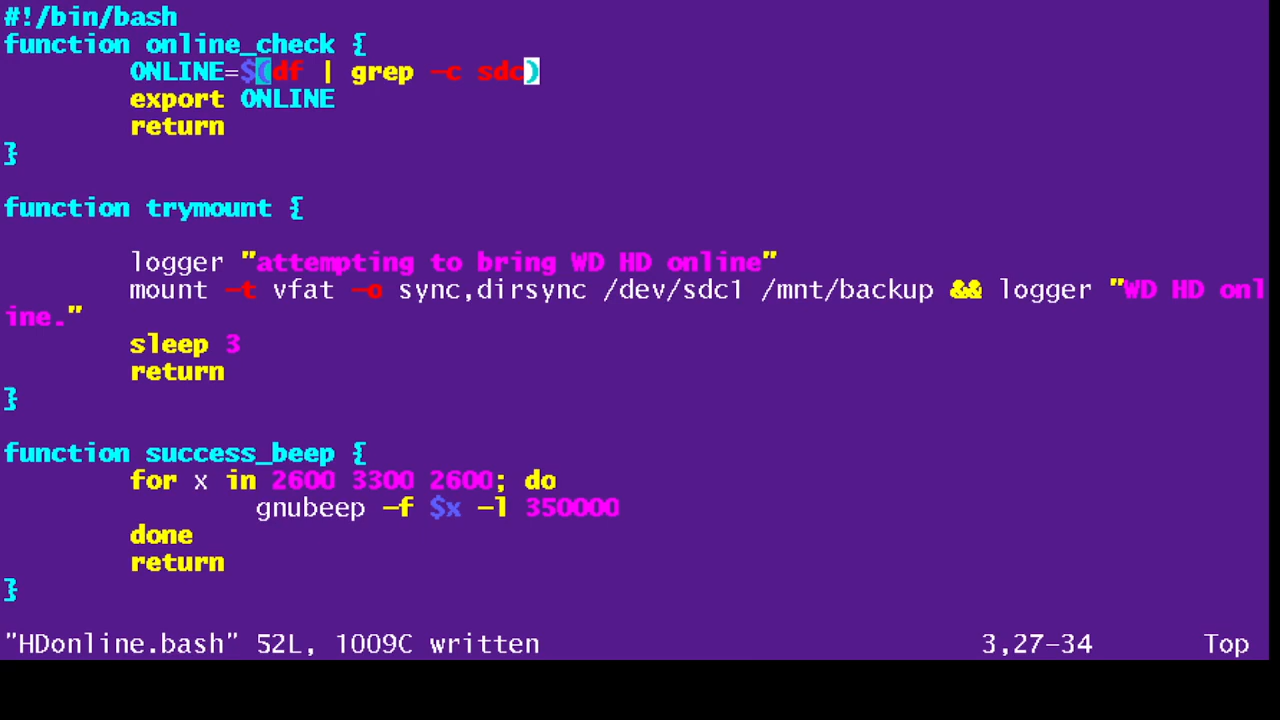 #!/bin/bash
function online_check {
        ONLINE=$(df | grep -c sdc)
        export ONLINE
        return
}
function trymount {
        logger "attempting to bring WD HD online"
        mount -t vfat -o sync,dirsync /dev/sdc1 /mnt/backup && logger "WD HD onl
ine."
        sleep 3
        return
}
function success_beep {
        for x in 2600 3300 2600; do
                gnubeep -f $x -l 350000
        done
        return
}
"HDonline.bash" 52L, 1009C written 3,27-34 Top